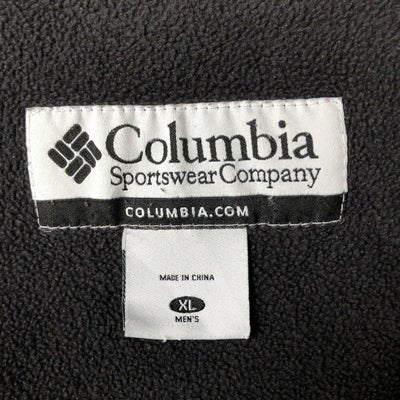 Columbia
Sportswear Company
COLUMBIA.COM
MADE IN CHINA
XL
MEN'S